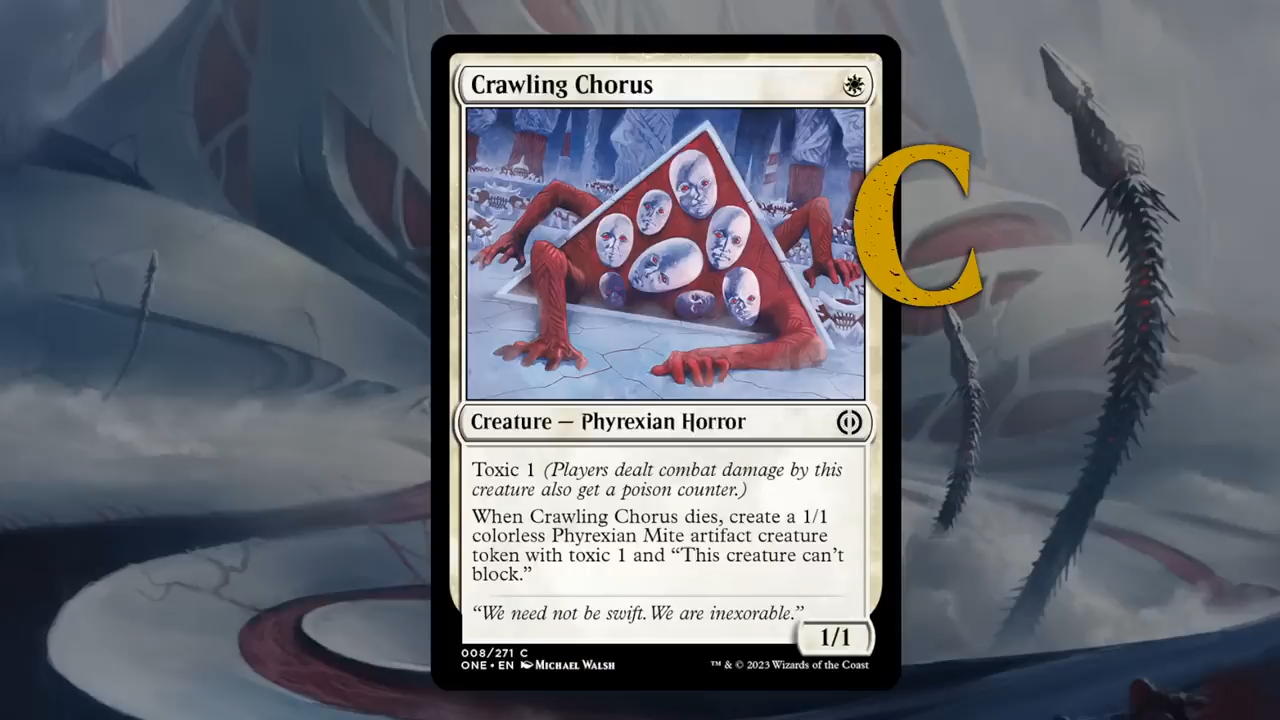 Crawling Chorus
C
Creature — Phyrexian Horror
Toxic 1 (Players dealt combat damage by this
creature also get a poison counter.)
When Crawling Chorus dies, create a 1/1
colorless Phyrexian Mite artifact creature
token with toxic 1 and “This creature can't
block.”
“We need not be swift. We are inexorable.”
1/1
008/271 C
ONE • EN Michael Walsh
™ & © 2023 Wizards of the Coast